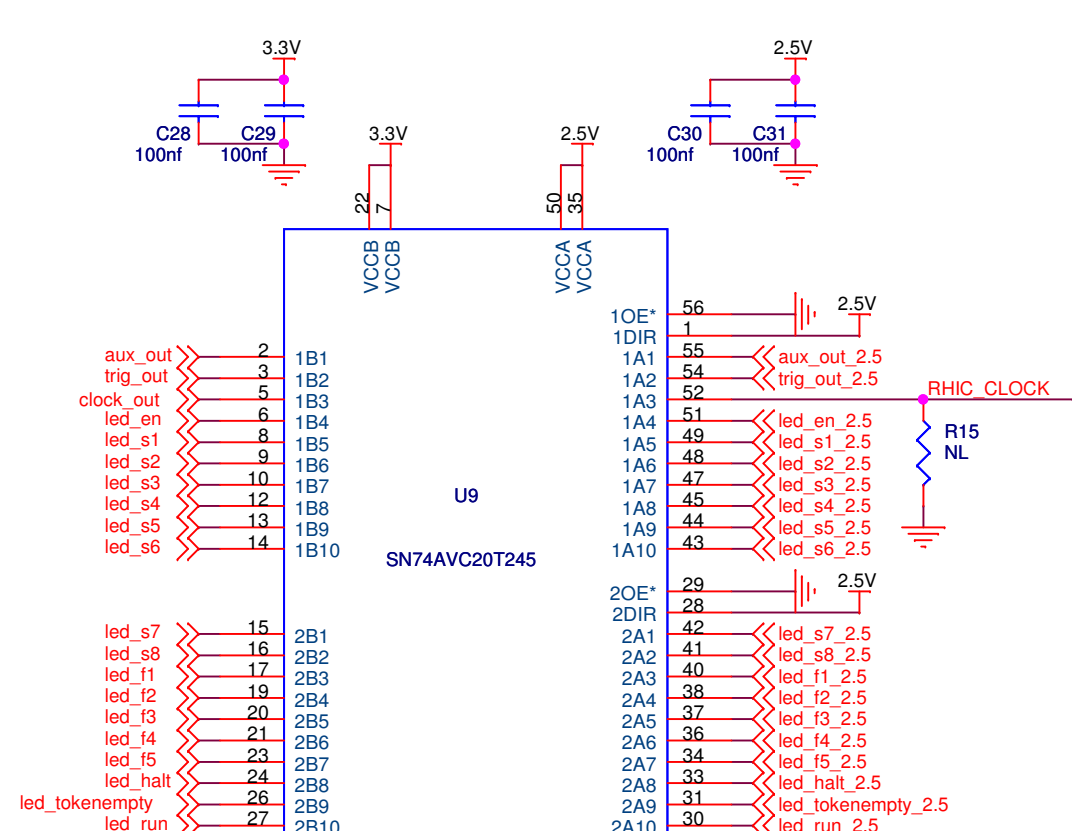 3.3V
2.5V
C28 C29
100nf 100nf
C30 C31
100nf 100nf
3.3V
2.5V
22 7
50 35
VCCB VCCB
VCCA VCCA
1OE* 56
2.5V
1DIR 1
aux_out 2 1B1 1A1 55 aux_out_2.5
trig_out 3 1B2 1A2 54 trig_out_2.5
clock_out 5 1B3 1A3 52 RHIC_CLOCK
led_en 6 1B4 1A4 51 led_en_2.5
led_s1 8 1B5 1A5 49 led_s1_2.5
led_s2 9 1B6 1A6 48 led_s2_2.5
led_s3 10 1B7 1A7 47 led_s3_2.5
led_s4 12 1B8 1A8 45 led_s4_2.5
led_s5 13 1B9 1A9 44 led_s5_2.5
led_s6 14 1B10 1A10 43 led_s6_2.5
R15
NL
U9
SN74AVC20T245
2OE* 29
2.5V
2DIR 28
led_s7 15 2B1 2A1 42 led_s7_2.5
led_s8 16 2B2 2A2 41 led_s8_2.5
led_f1 17 2B3 2A3 40 led_f1_2.5
led_f2 19 2B4 2A4 38 led_f2_2.5
led_f3 20 2B5 2A5 37 led_f3_2.5
led_f4 21 2B6 2A6 36 led_f4_2.5
led_f5 23 2B7 2A7 34 led_f5_2.5
led_halt 24 2B8 2A8 33 led_halt_2.5
led_tokenempty 26 2B9 2A9 31 led_tokenempty_2.5
led_run 27 2B10 2A10 30 led_run_2.5